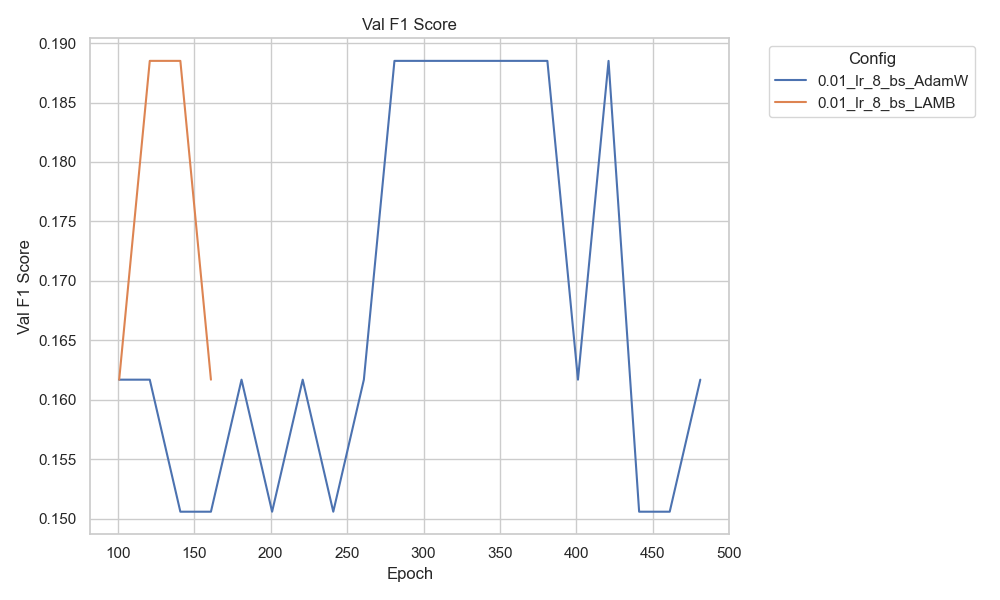 Val F1 Score
0.190
0.185
0.180
0.175
0.170
0.165
0.160
0.155
0.150
Val F1 Score
100 150 200 250 300 350 400 450 500
Epoch
Config
0.01_lr_8_bs_AdamW
0.01_lr_8_bs_LAMB